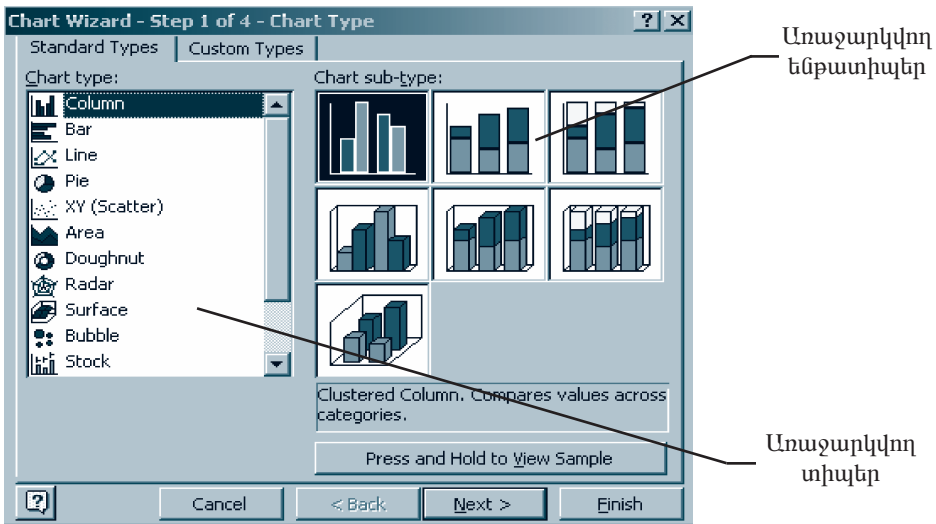 Chart Wizard - Step 1 of 4 - Chart Type
Standard Types
Custom Types
Chart type:
Column
Bar
Line
Pie
XY (Scatter)
Area
Doughnut
Radar
Surface
Bubble
Stock
Chart sub-type:
Clustered Column. Compares values across
categories.
Press and Hold to View Sample
Cancel
< Back
Next >
Finish
Առաջարկվող
ենթատիպեր
Առաջարկվող
տիպեր